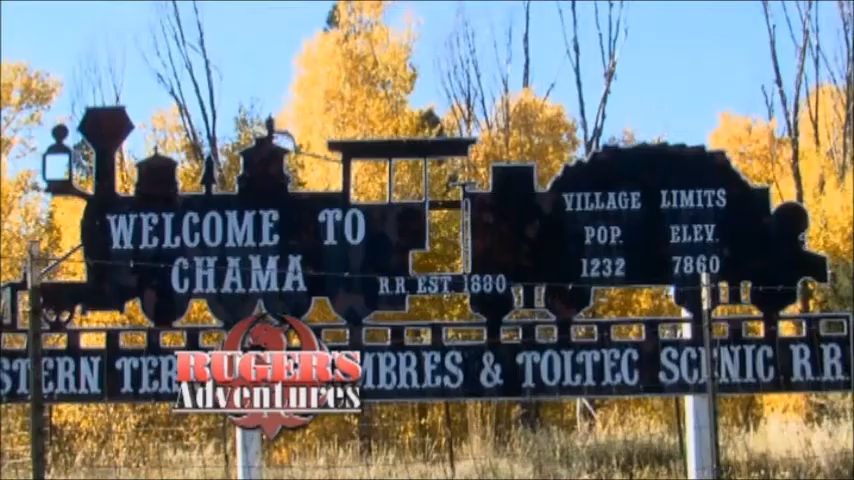 WELCOME TO
CHAMA
R.R. EST. 1880
VILLAGE LIMITS
POP. ELEV.
1232 7860
STERN TER MBRES & TOLTEC SCENIC R.R.
RUGER'S
Adventures